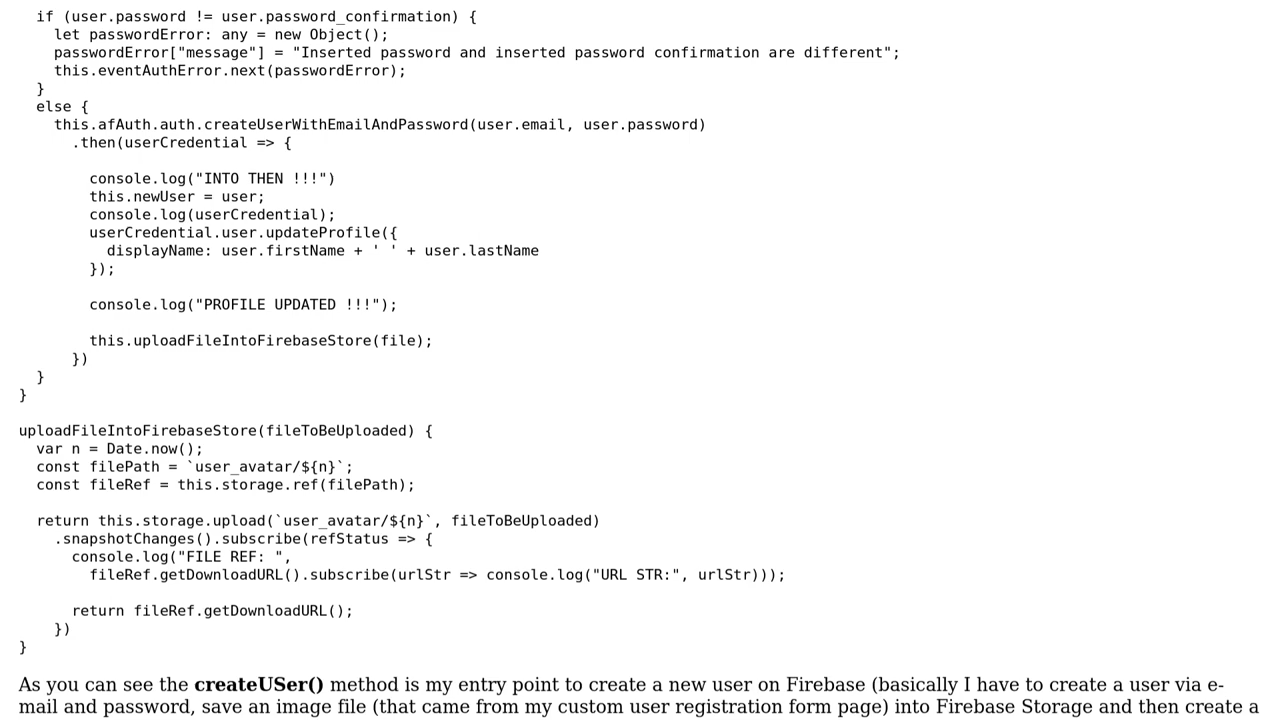 if (user.password != user.password_confirmation) {
let passwordError: any = new Object();
passwordError["message"] = "Inserted password and inserted password confirmation are different";
this.eventAuthError.next(passwordError);
}
else {
this.afAuth.auth.createUserWithEmailAndPassword(user.email, user.password)
.then(userCredential => {
console.log("INTO THEN !!!")
this.newUser = user;
console.log(userCredential);
userCredential.user.updateProfile({
displayName: user.firstName + ' ' + user.lastName
});
console.log("PROFILE UPDATED !!!");
this.uploadFileIntoFirebaseStore(file);
})
}
}
uploadFileIntoFirebaseStore(fileToBeUploaded) {
var n = Date.now();
const filePath = `user_avatar/${n}`;
const fileRef = this.storage.ref(filePath);
return this.storage.upload(`user_avatar/${n}`, fileToBeUploaded)
.snapshotChanges().subscribe(refStatus => {
console.log("FILE REF: ",
fileRef.getDownloadURL().subscribe(urlStr => console.log("URL STR:", urlStr)));
return fileRef.getDownloadURL();
})
}
As you can see the createUSer() method is my entry point to create a new user on Firebase (basically I have to create a user via e-
mail and password, save an image file (that came from my custom user registration form page) into Firebase Storage and then create a